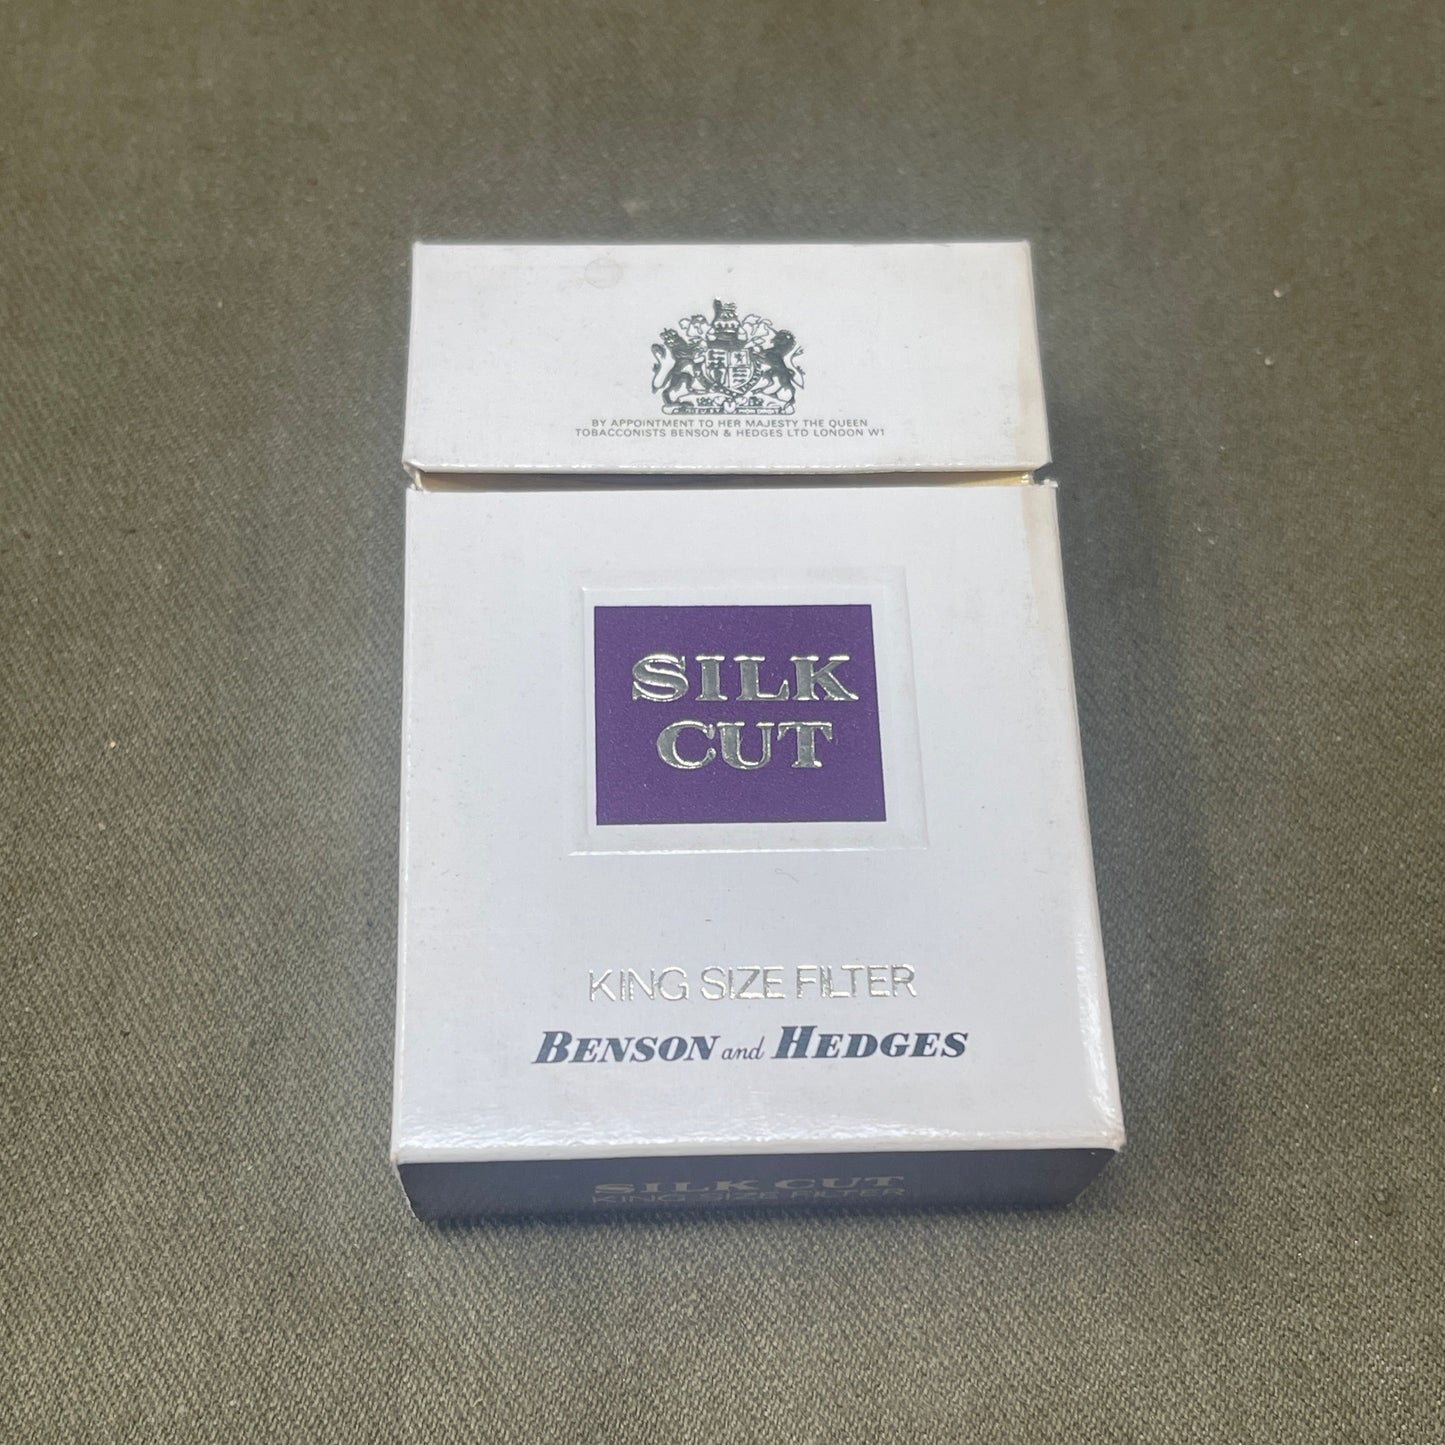 BY APPOINTMENT TO HER MAJESTY THE QUEEN
TOBACCONISTS BENSON & HEDGES LTD LONDON W1
SILK
CUT
KING SIZE FILTER
BENSON and HEDGES
SILK CUT
KING SIZE FILTER